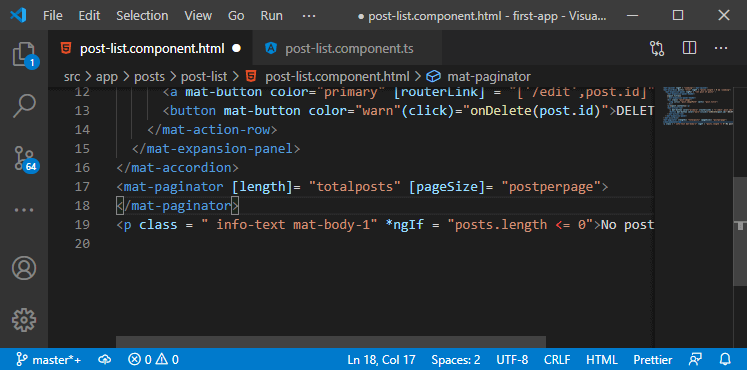 File Edit Selection View Go Run ··· ● post-list.component.html - first-app - Visua...
post-list.component.html ● post-list.component.ts ···
src > app > posts > post-list > post-list.component.html > mat-paginator
12 <a mat-button color="primary" [routerLink] = "['/edit',post.id]"
13 <button mat-button color="warn"(click)="onDelete(post.id)">DELET
14 </mat-action-row>
15 </mat-expansion-panel>
16 </mat-accordion>
17 <mat-paginator [length]= "totalposts" [pageSize]= "postperpage">
18 </mat-paginator>
19 <p class = " info-text mat-body-1" *ngIf = "posts.length <= 0">No post
20
1
64
master*+ 0 0 Ln 18, Col 17 Spaces: 2 UTF-8 CRLF HTML Prettier